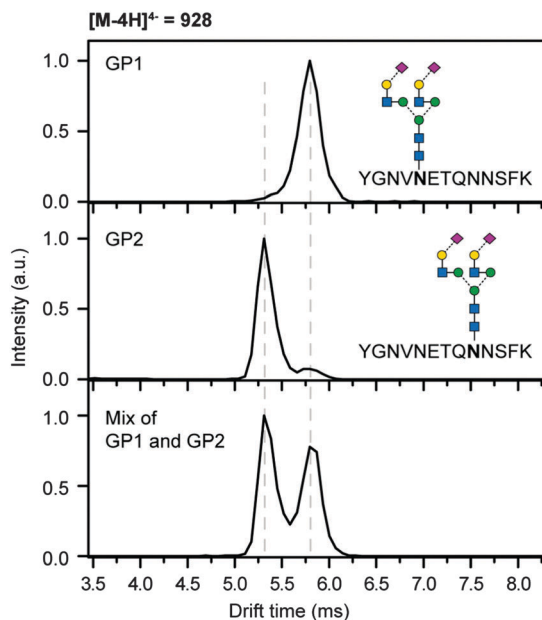 [M-4H]⁴⁻ = 928
GP1
1.0
0.5
0.0
YGNVNETQNNSFK
GP2
1.0
0.5
0.0
YGNVNETQNNSFK
Mix of
GP1 and GP2
1.0
0.5
0.0
Intensity (a.u.)
3.5 4.0 4.5 5.0 5.5 6.0 6.5 7.0 7.5 8.0
Drift time (ms)